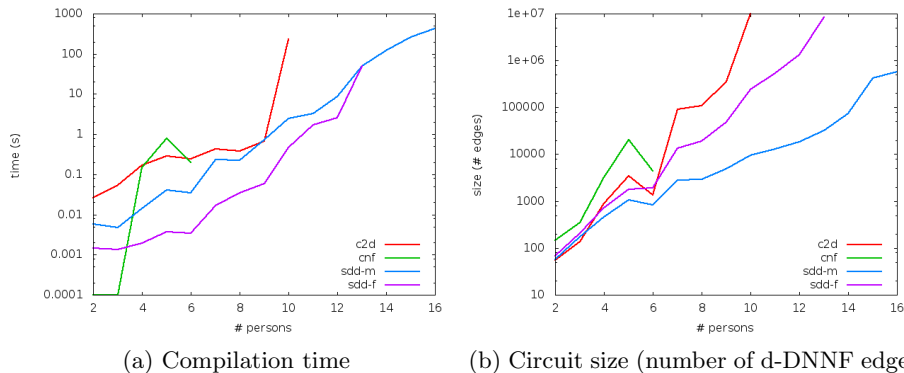 1000
100
10
1
0.1
0.01
0.001
0.0001
time (s)
2 4 6 8 10 12 14 16
# persons
c2d
cnf
sdd-m
sdd-f
(a) Compilation time
1e+07
1e+06
100000
10000
1000
100
10
size (# edges)
2 4 6 8 10 12 14 16
# persons
c2d
cnf
sdd-m
sdd-f
(b) Circuit size (number of d-DNNF edge